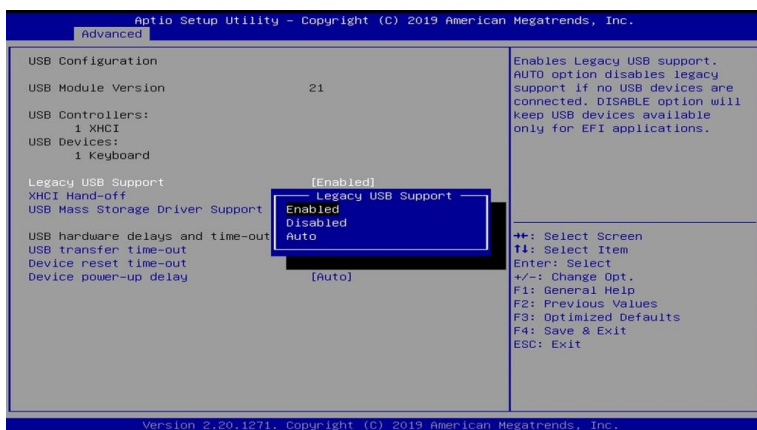 Aptio Setup Utility – Copyright (C) 2019 American Megatrends, Inc.
Advanced
USB Configuration
USB Module Version 21
USB Controllers:
1 XHCI
USB Devices:
1 Keyboard
Legacy USB Support [Enabled]
XHCI Hand-off
USB Mass Storage Driver Support
USB hardware delays and time-out
USB transfer time-out
Device reset time-out
Device power-up delay [Auto]
Legacy USB Support
Enabled
Disabled
Auto
Enables Legacy USB support.
AUTO option disables legacy
support if no USB devices are
connected. DISABLE option will
keep USB devices available
only for EFI applications.
→←: Select Screen
↑↓: Select Item
Enter: Select
+/-: Change Opt.
F1: General Help
F2: Previous Values
F3: Optimized Defaults
F4: Save & Exit
ESC: Exit
Version 2.20.1271. Copyright (C) 2019 American Megatrends, Inc.